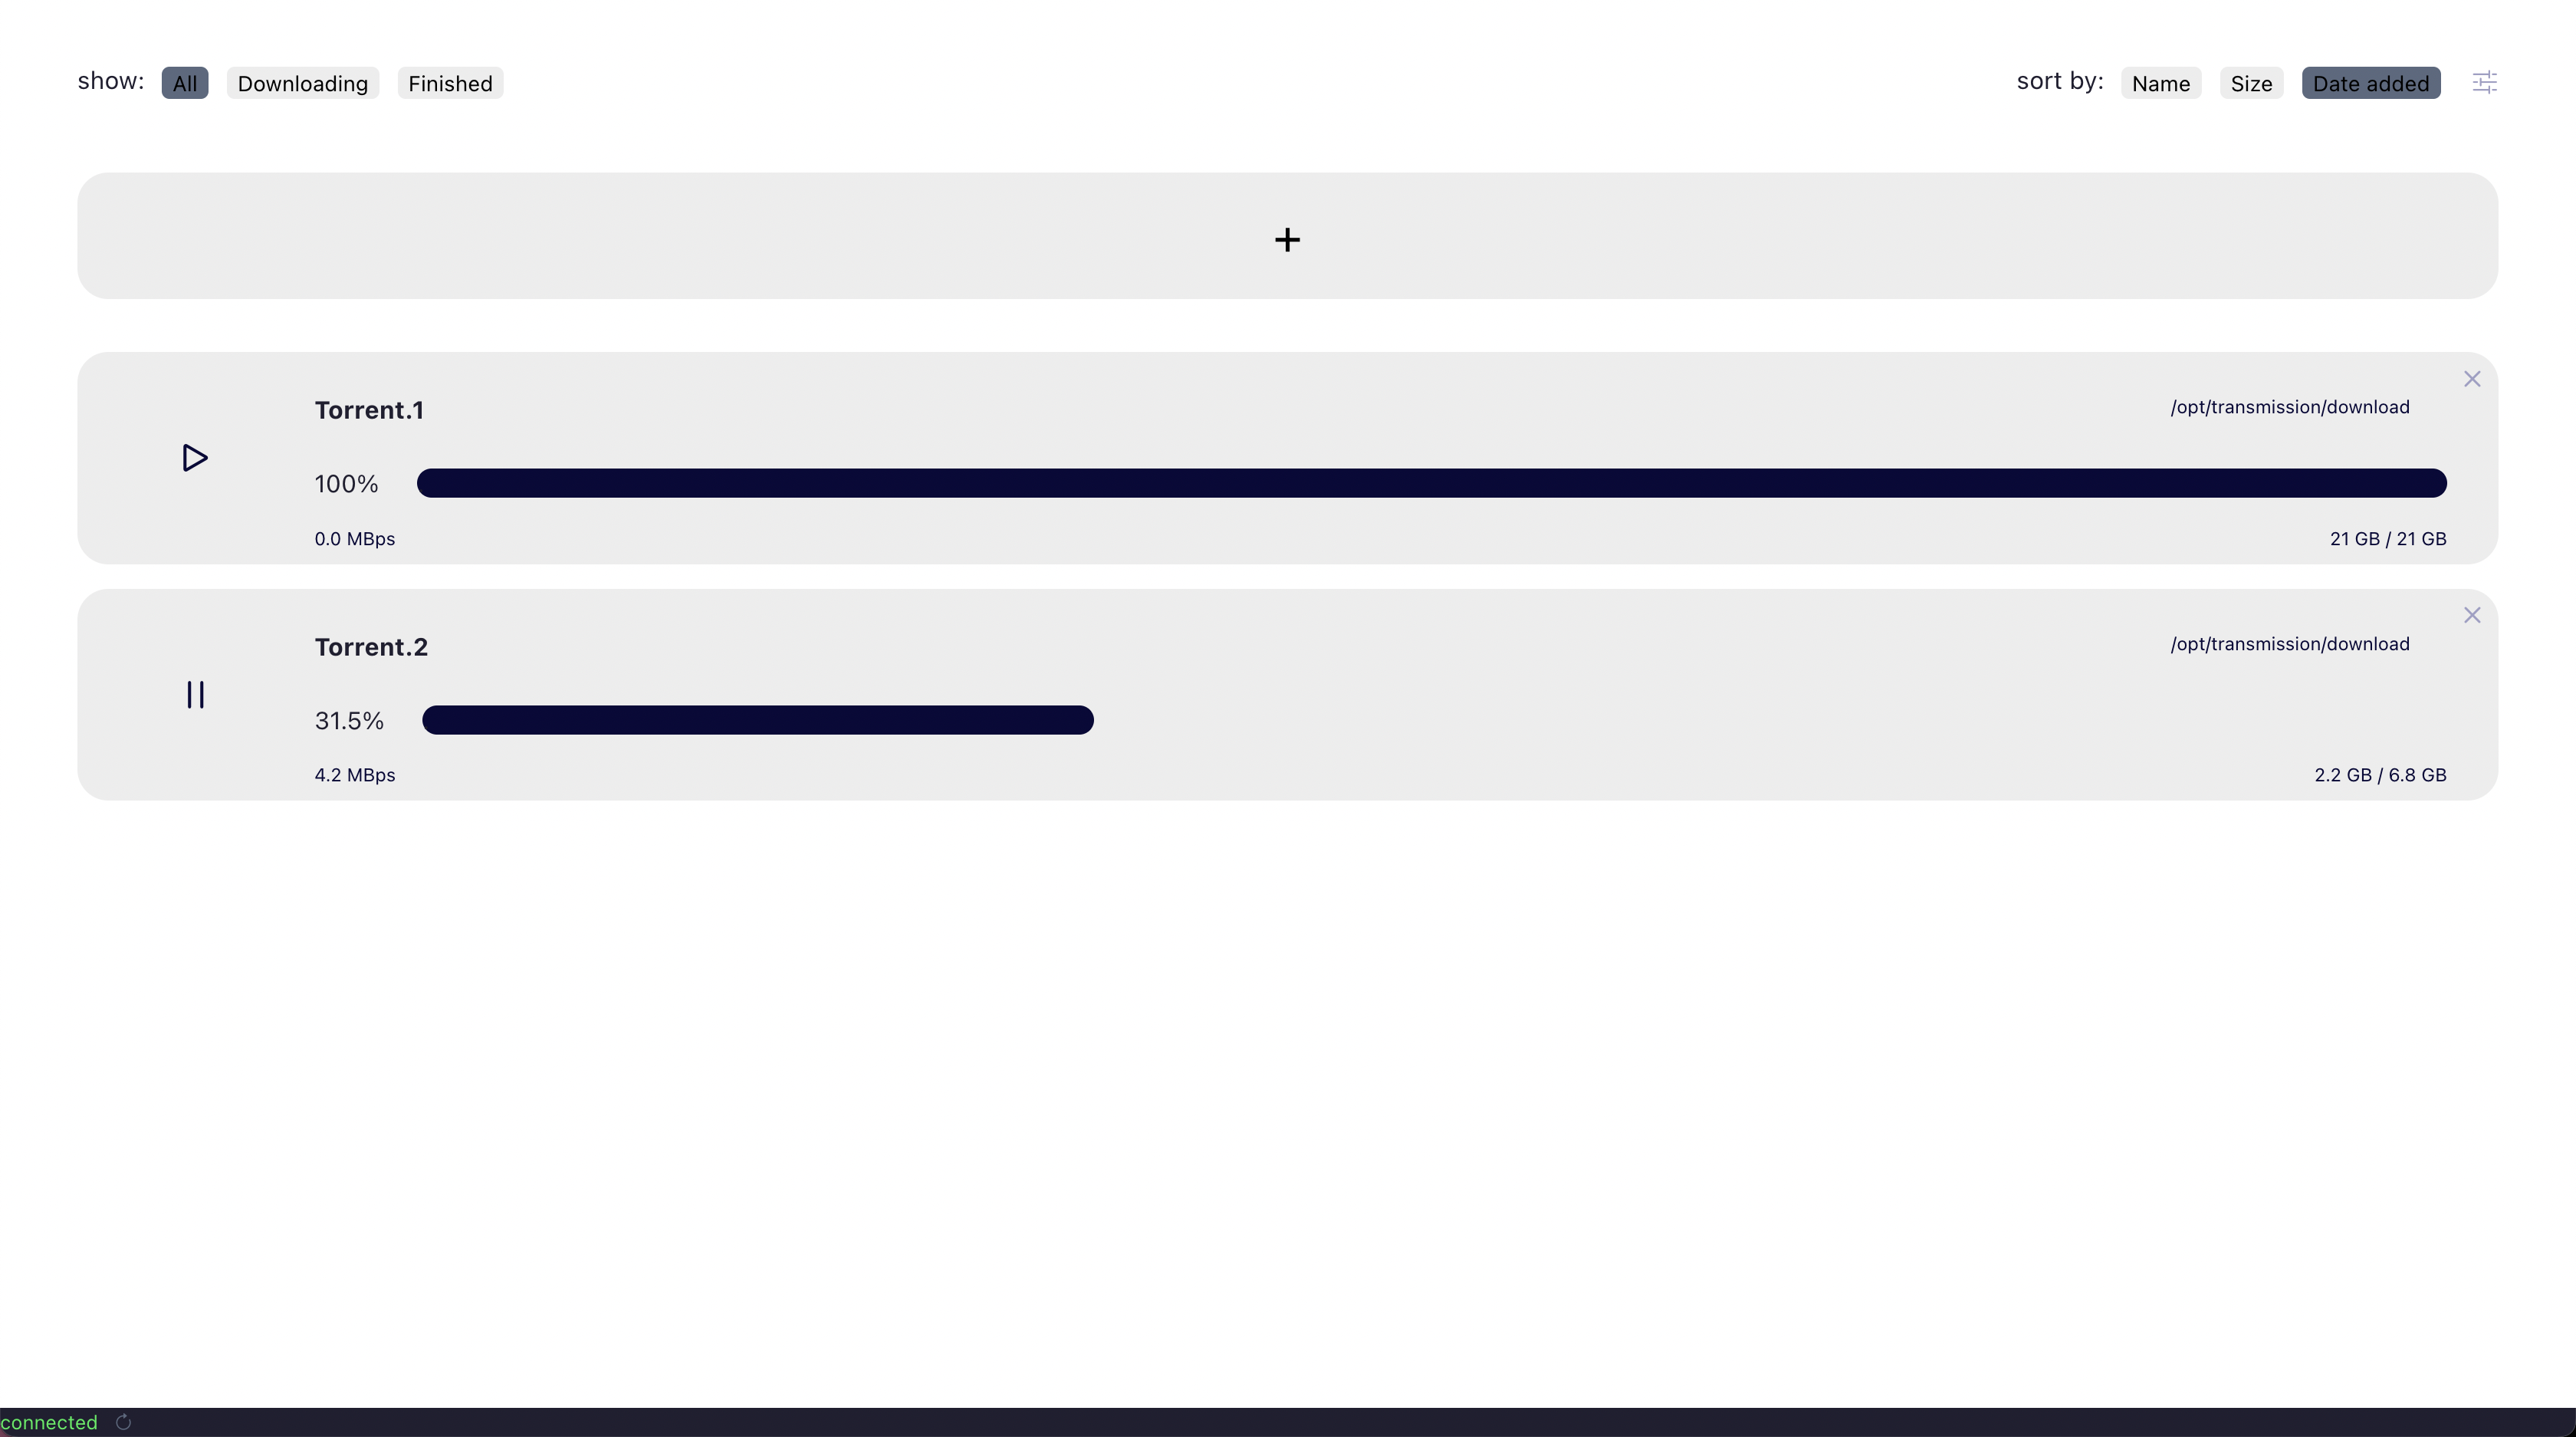 show: All Downloading Finished sort by: Name Size Date added
+
Torrent.1 /opt/transmission/download
100%
0.0 MBps 21 GB / 21 GB
Torrent.2 /opt/transmission/download
31.5%
4.2 MBps 2.2 GB / 6.8 GB
connected